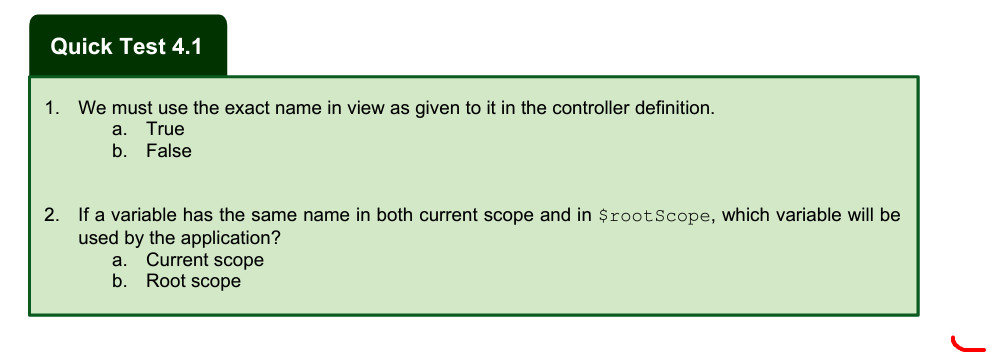 Quick Test 4.1
1. We must use the exact name in view as given to it in the controller definition.
a. True
b. False
2. If a variable has the same name in both current scope and in $rootScope, which variable will be
used by the application?
a. Current scope
b. Root scope